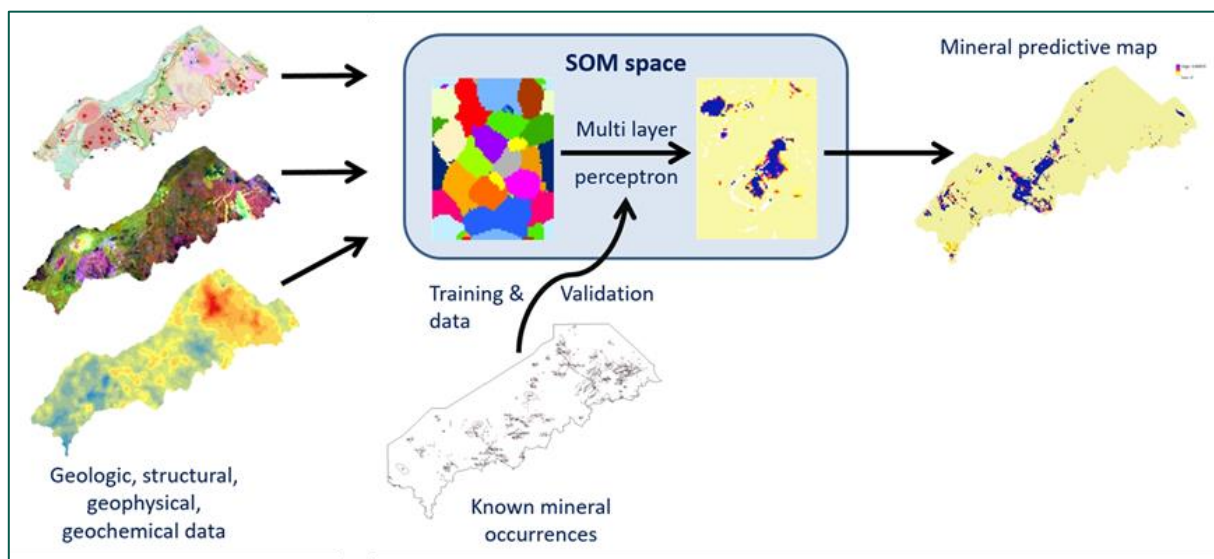 SOM space
Mineral predictive map
Multi layer
perceptron
Training &
data
Validation
Geologic, structural,
geophysical,
geochemical data
Known mineral
occurrences